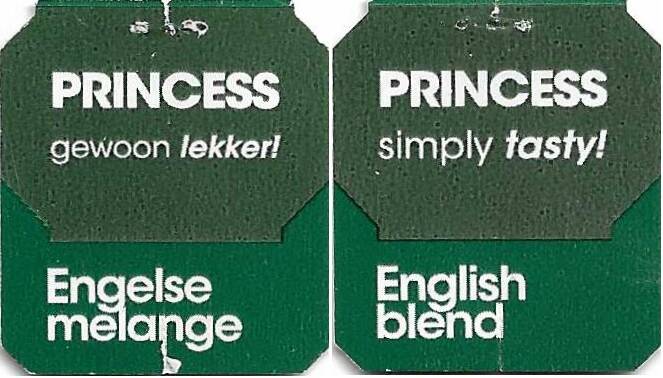 PRINCESS
gewoon lekker!
Engelse
melange
PRINCESS
simply tasty!
English
blend